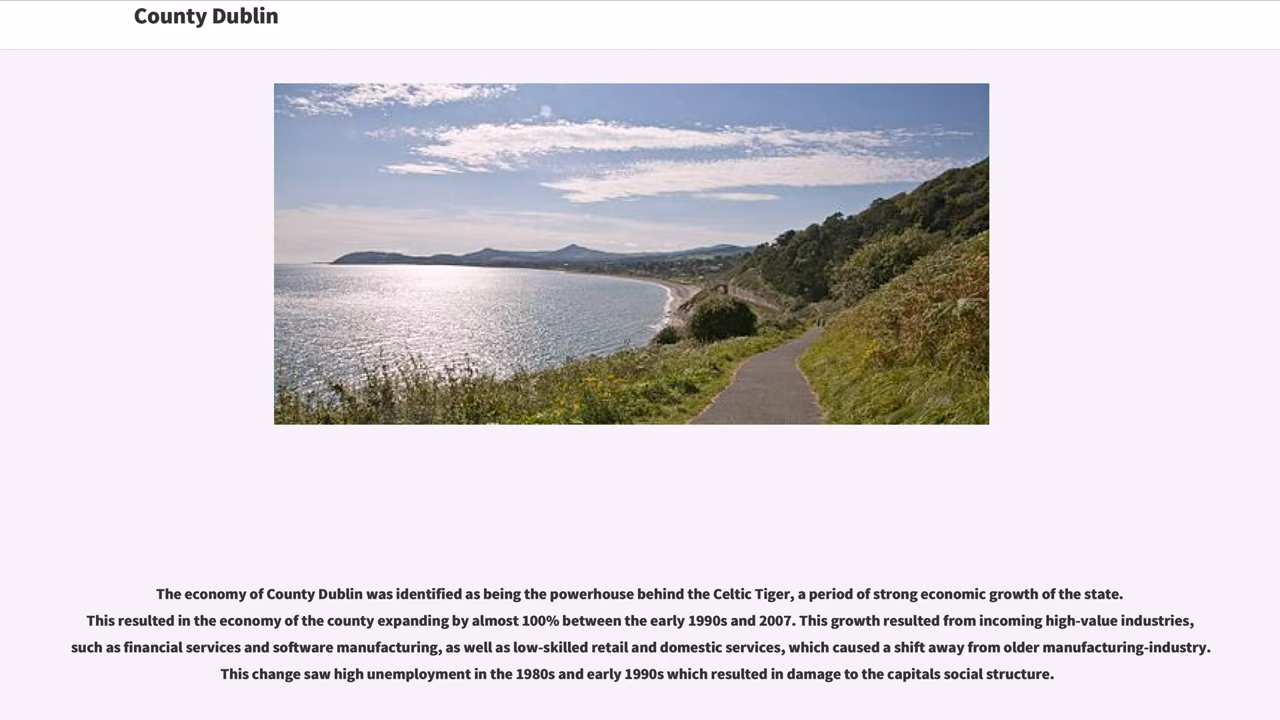 County Dublin
The economy of County Dublin was identified as being the powerhouse behind the Celtic Tiger, a period of strong economic growth of the state.
This resulted in the economy of the county expanding by almost 100% between the early 1990s and 2007. This growth resulted from incoming high-value industries,
such as financial services and software manufacturing, as well as low-skilled retail and domestic services, which caused a shift away from older manufacturing-industry.
This change saw high unemployment in the 1980s and early 1990s which resulted in damage to the capitals social structure.